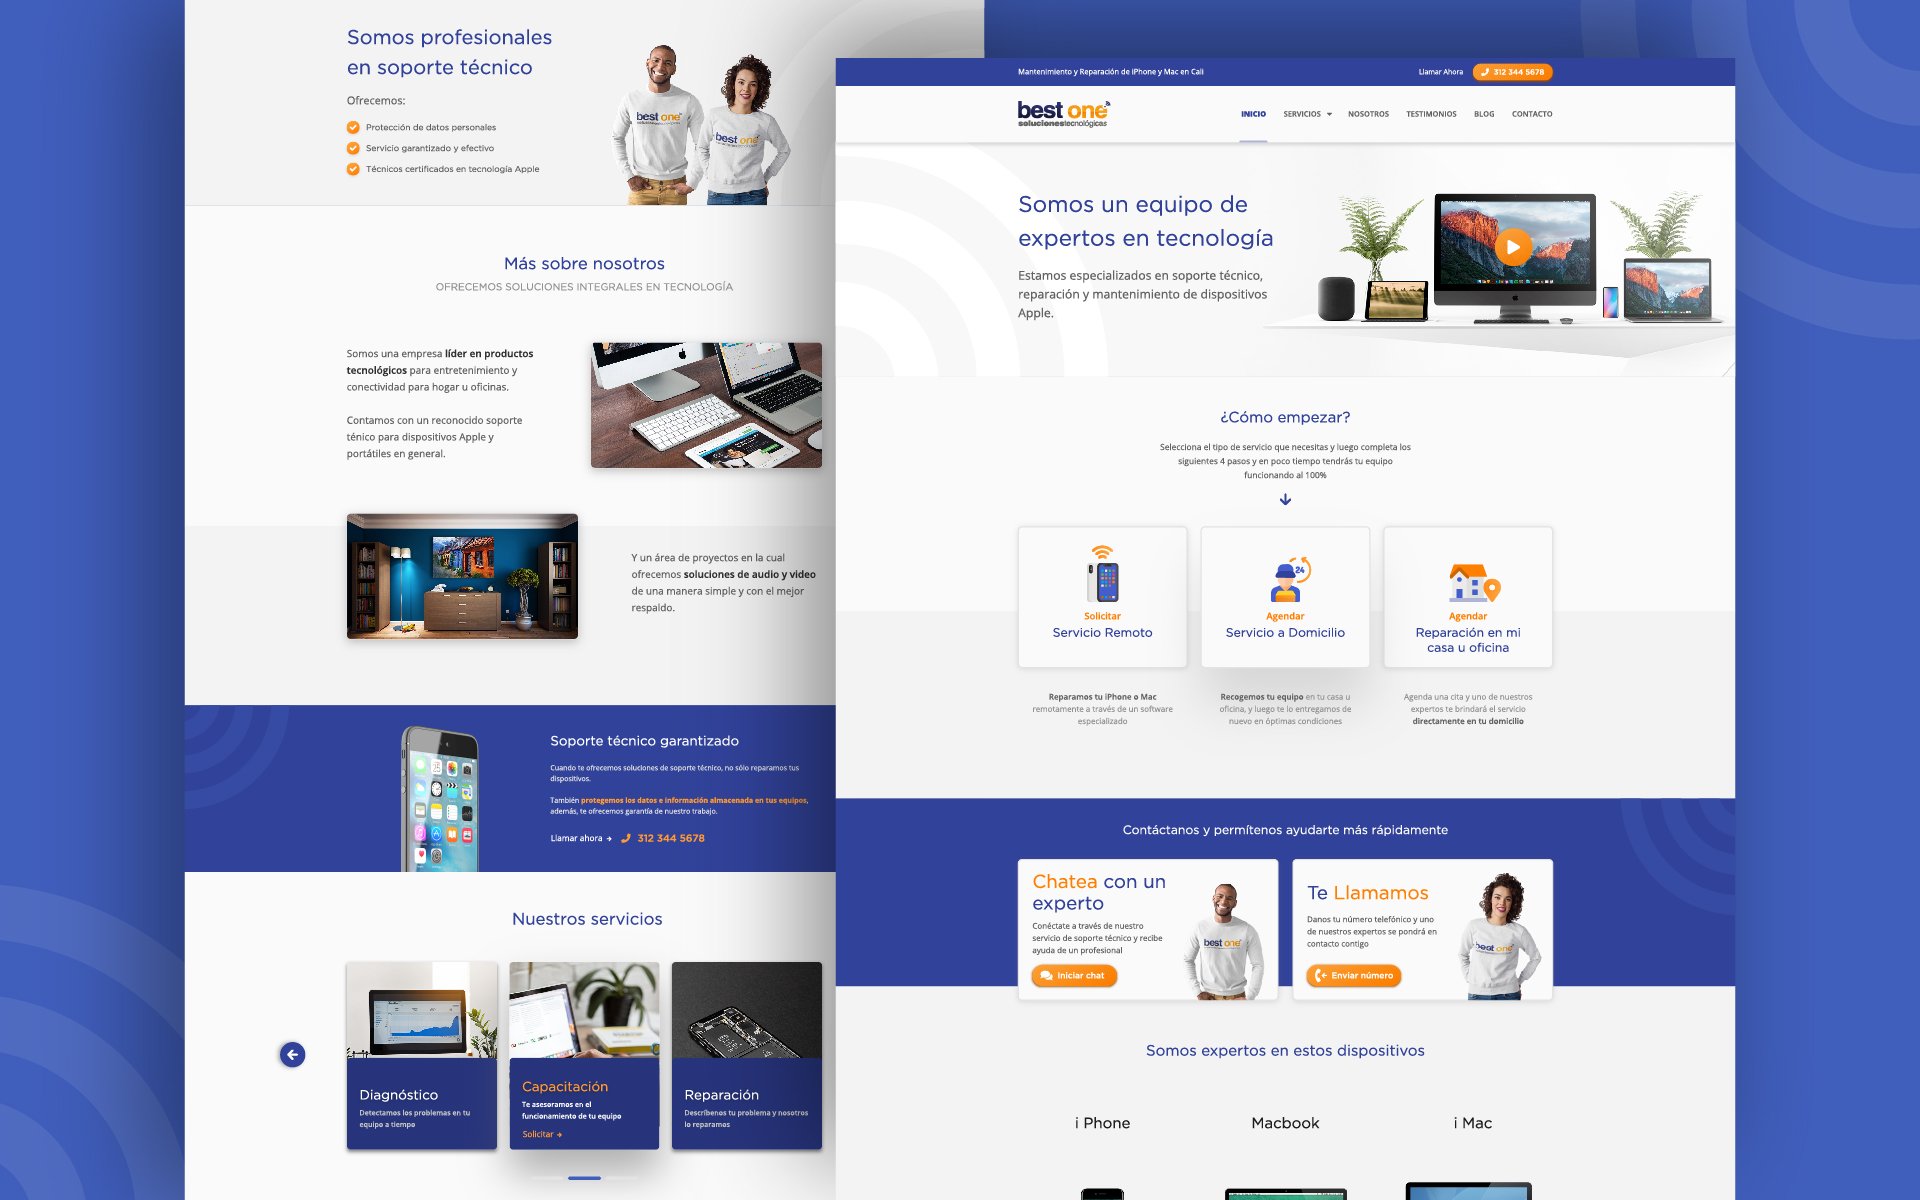 Somos profesionales
en soporte técnico
Ofrecemos:
Protección de datos personales
Servicio garantizado y efectivo
Técnicos certificados en tecnología Apple
best one
best one
Más sobre nosotros
OFRECEMOS SOLUCIONES INTEGRALES EN TECNOLOGÍA
Somos una empresa líder en productos
tecnológicos para entretenimiento y
conectividad para hogar u oficinas.
Contamos con un reconocido soporte
ténico para dispositivos Apple y
portátiles en general.
Y un área de proyectos en la cual
ofrecemos soluciones de audio y video
de una manera simple y con el mejor
respaldo.
Soporte técnico garantizado
Cuando te ofrecemos soluciones de soporte técnico, no sólo reparamos tus
dispositivos.
También protegemos los datos e información almacenada en tus equipos,
además, te ofrecemos garantía de nuestro trabajo.
Llamar ahora → 312 344 5678
Nuestros servicios
Diagnóstico
Detectamos los problemas en tu
equipo a tiempo
Capacitación
Te asesoramos en el
funcionamiento de tu equipo
Solicitar →
Reparación
Descríbenos tu problema y nosotros
lo reparamos
Mantenimiento y Reparación de iPhone y Mac en Cali
Llamar Ahora
312 344 5678
best one
solucionestecnológicas
INICIO
SERVICIOS
NOSOTROS
TESTIMONIOS
BLOG
CONTACTO
Somos un equipo de
expertos en tecnología
Estamos especializados en soporte técnico,
reparación y mantenimiento de dispositivos
Apple.
¿Cómo empezar?
Selecciona el tipo de servicio que necesitas y luego completa los
siguientes 4 pasos y en poco tiempo tendrás tu equipo
funcionando al 100%
Solicitar
Servicio Remoto
24
Agendar
Servicio a Domicilio
Agendar
Reparación en mi
casa u oficina
Reparamos tu iPhone o Mac
remotamente a través de un software
especializado
Recogemos tu equipo en tu casa u
oficina, y luego te lo entregamos de
nuevo en óptimas condiciones
Agenda una cita y uno de nuestros
expertos te brindará el servicio
directamente en tu domicilio
Contáctanos y permítenos ayudarte más rápidamente
Chatea con un
experto
Conéctate a través de nuestro
servicio de soporte técnico y recibe
ayuda de un profesional
Iniciar chat
best one
Te Llamamos
Danos tu número telefónico y uno
de nuestros expertos se pondrá en
contacto contigo
Enviar número
best one
Somos expertos en estos dispositivos
i Phone
Macbook
i Mac